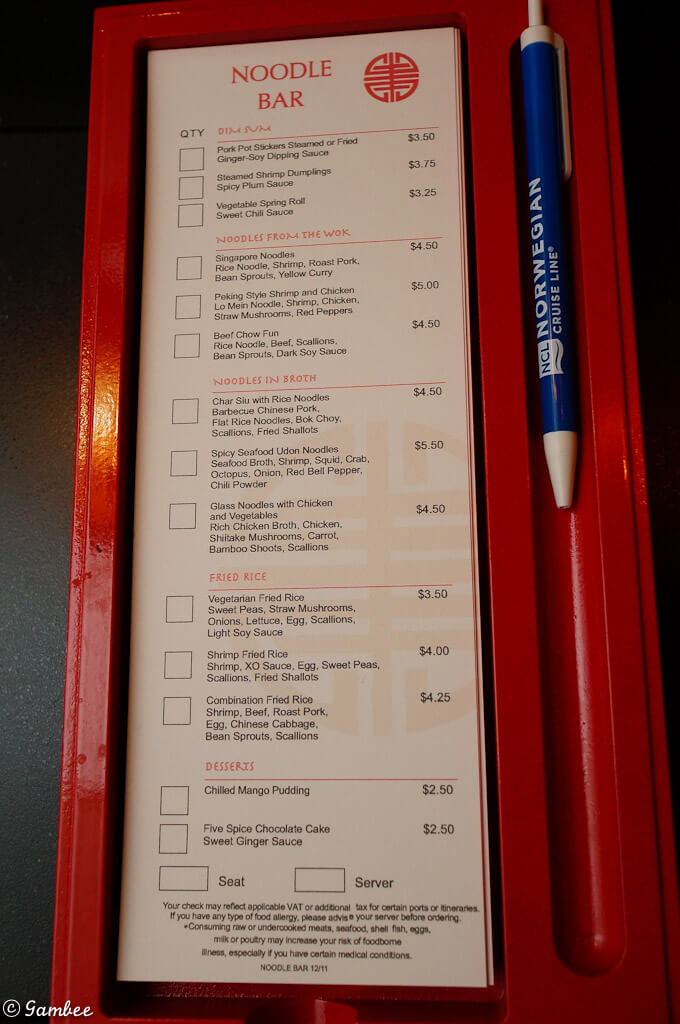 NOODLE
BAR
QTY
DIM SUM
Pork Pot Stickers Steamed or Fried $3.50
Ginger-Soy Dipping Sauce
Steamed Shrimp Dumplings $3.75
Spicy Plum Sauce
Vegetable Spring Roll $3.25
Sweet Chili Sauce
NOODLES FROM THE WOK
Singapore Noodles $4.50
Rice Noodle, Shrimp, Roast Pork,
Bean Sprouts, Yellow Curry
Peking Style Shrimp and Chicken $5.00
Lo Mein Noodle, Shrimp, Chicken,
Straw Mushrooms, Red Peppers
Beef Chow Fun $4.50
Rice Noodle, Beef, Scallions,
Bean Sprouts, Dark Soy Sauce
NOODLES IN BROTH
Char Siu with Rice Noodles $4.50
Barbecue Chinese Pork,
Flat Rice Noodles, Bok Choy,
Scallions, Fried Shallots
Spicy Seafood Udon Noodles $5.50
Seafood Broth, Shrimp, Squid, Crab,
Octopus, Onion, Red Bell Pepper,
Chili Powder
Glass Noodles with Chicken $4.50
and Vegetables
Rich Chicken Broth, Chicken,
Shiitake Mushrooms, Carrot,
Bamboo Shoots, Scallions
FRIED RICE
Vegetarian Fried Rice $3.50
Sweet Peas, Straw Mushrooms,
Onions, Lettuce, Egg, Scallions,
Light Soy Sauce
Shrimp Fried Rice $4.00
Shrimp, XO Sauce, Egg, Sweet Peas,
Scallions, Fried Shallots
Combination Fried Rice $4.25
Shrimp, Beef, Roast Pork,
Egg, Chinese Cabbage,
Bean Sprouts, Scallions
DESSERTS
Chilled Mango Pudding $2.50
Five Spice Chocolate Cake $2.50
Sweet Ginger Sauce
Seat Server
Your check may reflect applicable VAT or additional tax for certain ports or itineraries.
If you have any type of food allergy, please advise your server before ordering.
*Consuming raw or undercooked meats, seafood, shell fish, eggs,
milk or poultry may increase your risk of foodborne
illness, especially if you have certain medical conditions.
NOODLE BAR 12/11
NCL NORWEGIAN
CRUISE LINE®
© Gambee